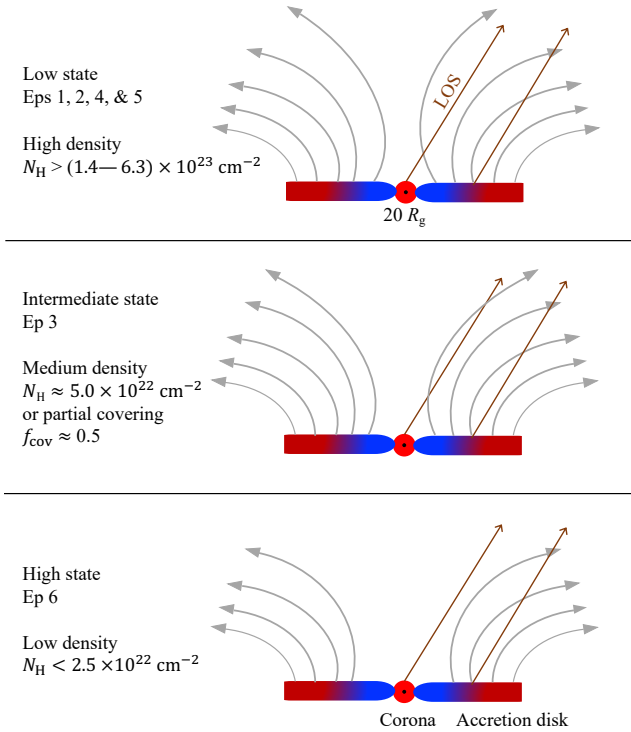 Low state
Eps 1, 2, 4, & 5
High density
N_H > (1.4— 6.3) × 10^23 cm^−2
LOS
20 R_g
Intermediate state
Ep 3
Medium density
N_H ≈ 5.0 × 10^22 cm^−2
or partial covering
f_cov ≈ 0.5
High state
Ep 6
Low density
N_H < 2.5 ×10^22 cm^−2
Corona
Accretion disk